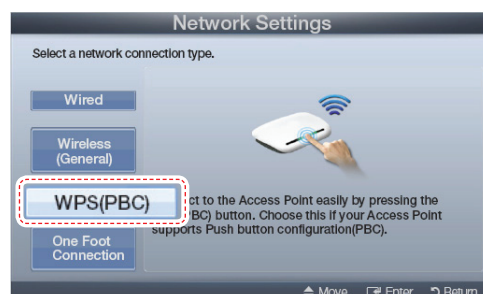 Network Settings
Select a network connection type.
Wired
Wireless
(General)
WPS(PBC)
ct to the Access Point easily by pressing the
BC) button. Choose this if your Access Point
supports Push button configuration(PBC).
One Foot
Connection
Move Enter Return